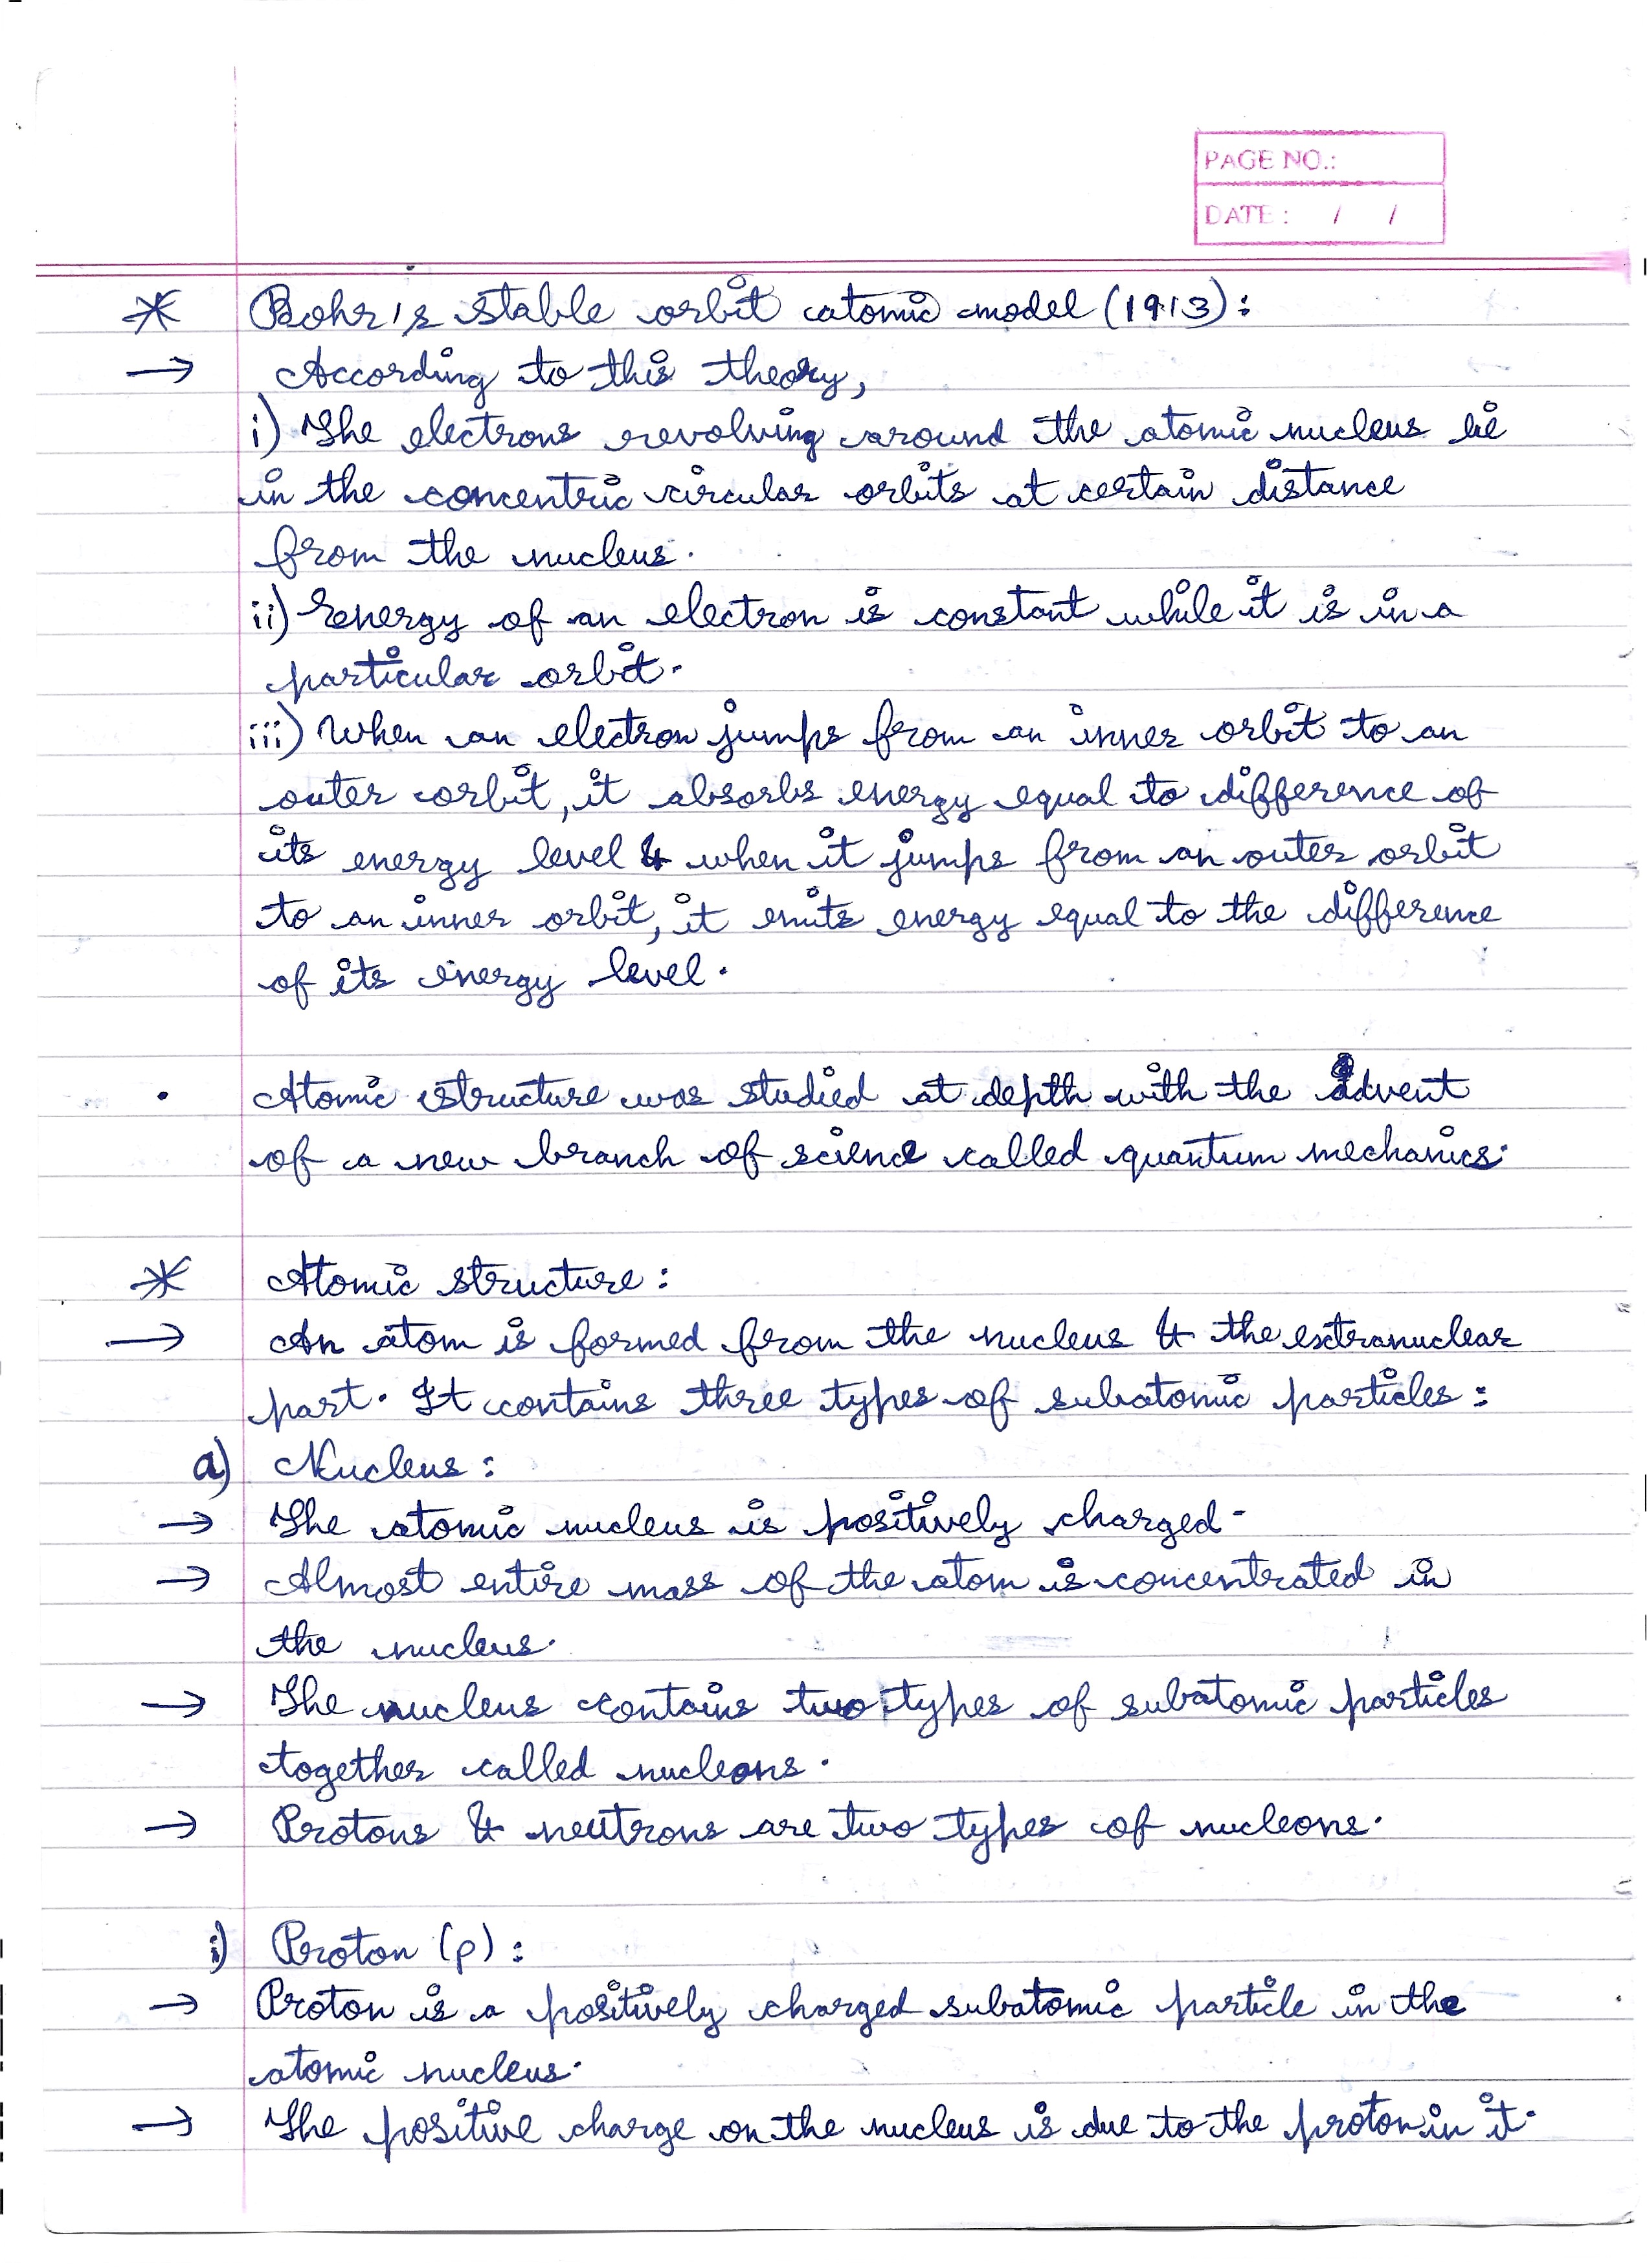 PAGE NO.:
DATE : / /
* Bohr's stable orbit atomic model (1913):
→ According to this theory,
i) The electrons revolving around the atomic nucleus lie
in the concentric circular orbits at certain distance
from the nucleus.
ii) Energy of an electron is constant while it is in a
particular orbit.
iii) When an electron jumps from an inner orbit to an
outer orbit, it absorbs energy equal to difference of
its energy level & when it jumps from an outer orbit
to an inner orbit, it emits energy equal to the difference
of its energy level.
• Atomic structure was studied at depth with the advent
of a new branch of science called quantum mechanics.
* Atomic structure:
→ An atom is formed from the nucleus & the extranuclear
part. It contains three types of subatomic particles:
a) Nucleus:
→ The atomic nucleus is positively charged.
→ Almost entire mass of the atom is concentrated in
the nucleus.
→ The nucleus contains two types of subatomic particles
together called nucleons.
→ Protons & neutrons are two types of nucleons.
i) Proton (p):
→ Proton is a positively charged subatomic particle in the
atomic nucleus.
→ The positive charge on the nucleus is due to the proton in it.